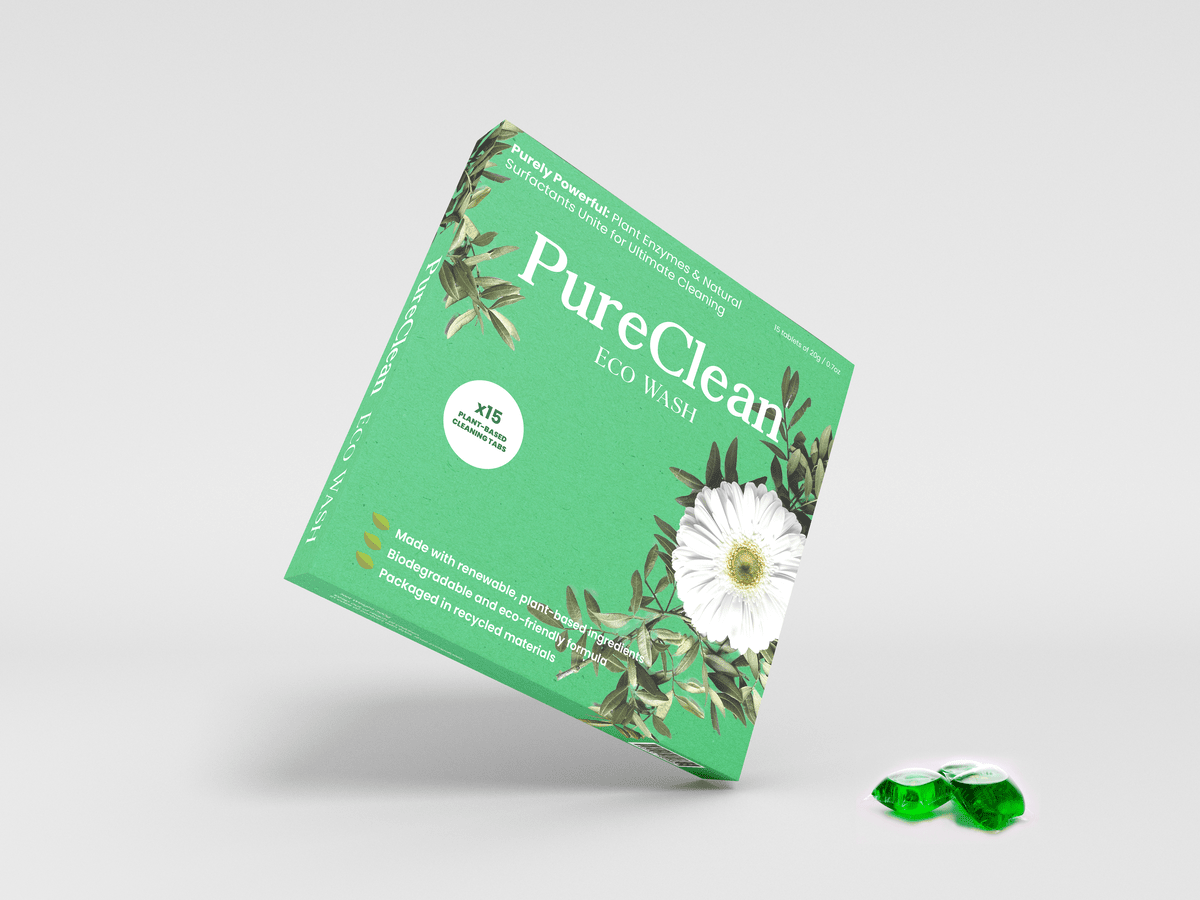 Purely Powerful: Plant Enzymes & Natural
Surfactants Unite for Ultimate Cleaning
15 tablets of 20g / 0.7oz
PureClean
ECO WASH
x15
PLANT-BASED
CLEANING TABS
Made with renewable, plant-based ingredients
Biodegradable and eco-friendly formula
Packaged in recycled materials
PureClean ECO WASH